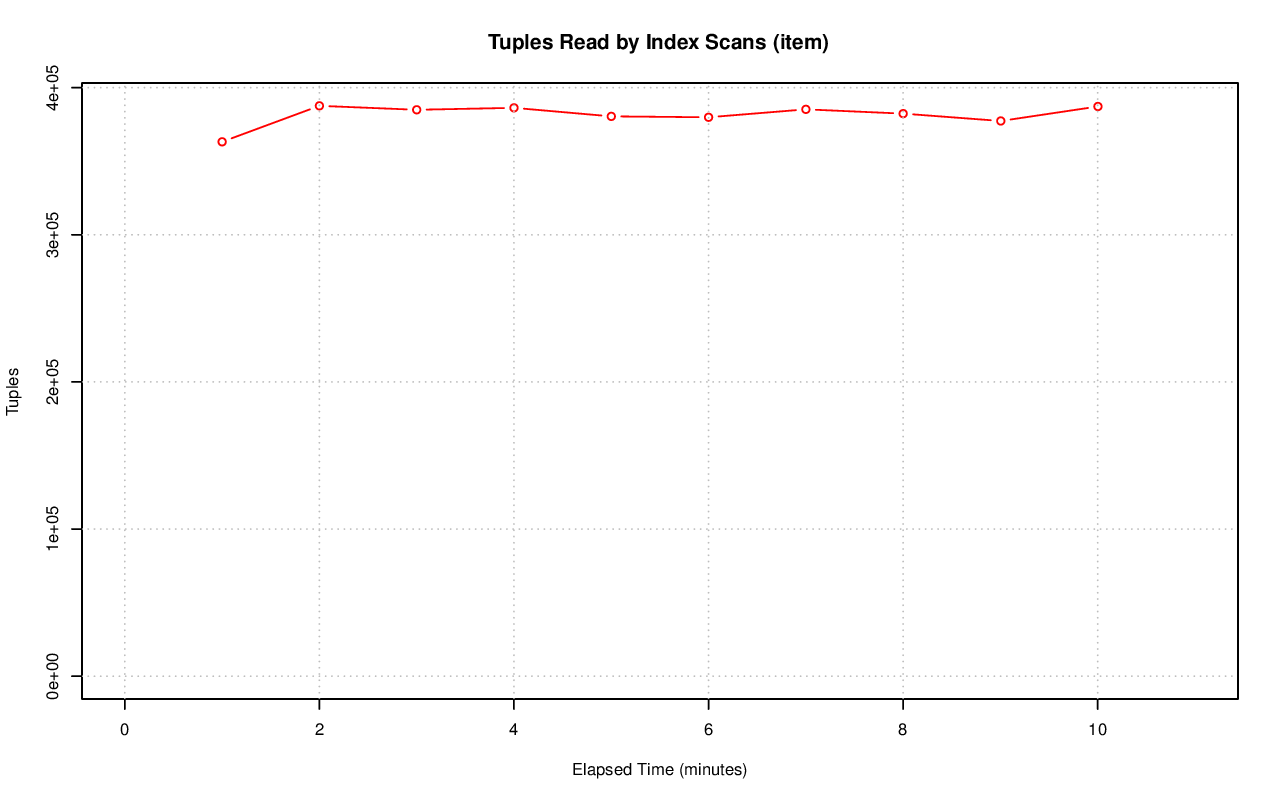 Tuples Read by Index Scans (item)
Tuples
4e+05
3e+05
2e+05
1e+05
0e+00
0 2 4 6 8 10
Elapsed Time (minutes)